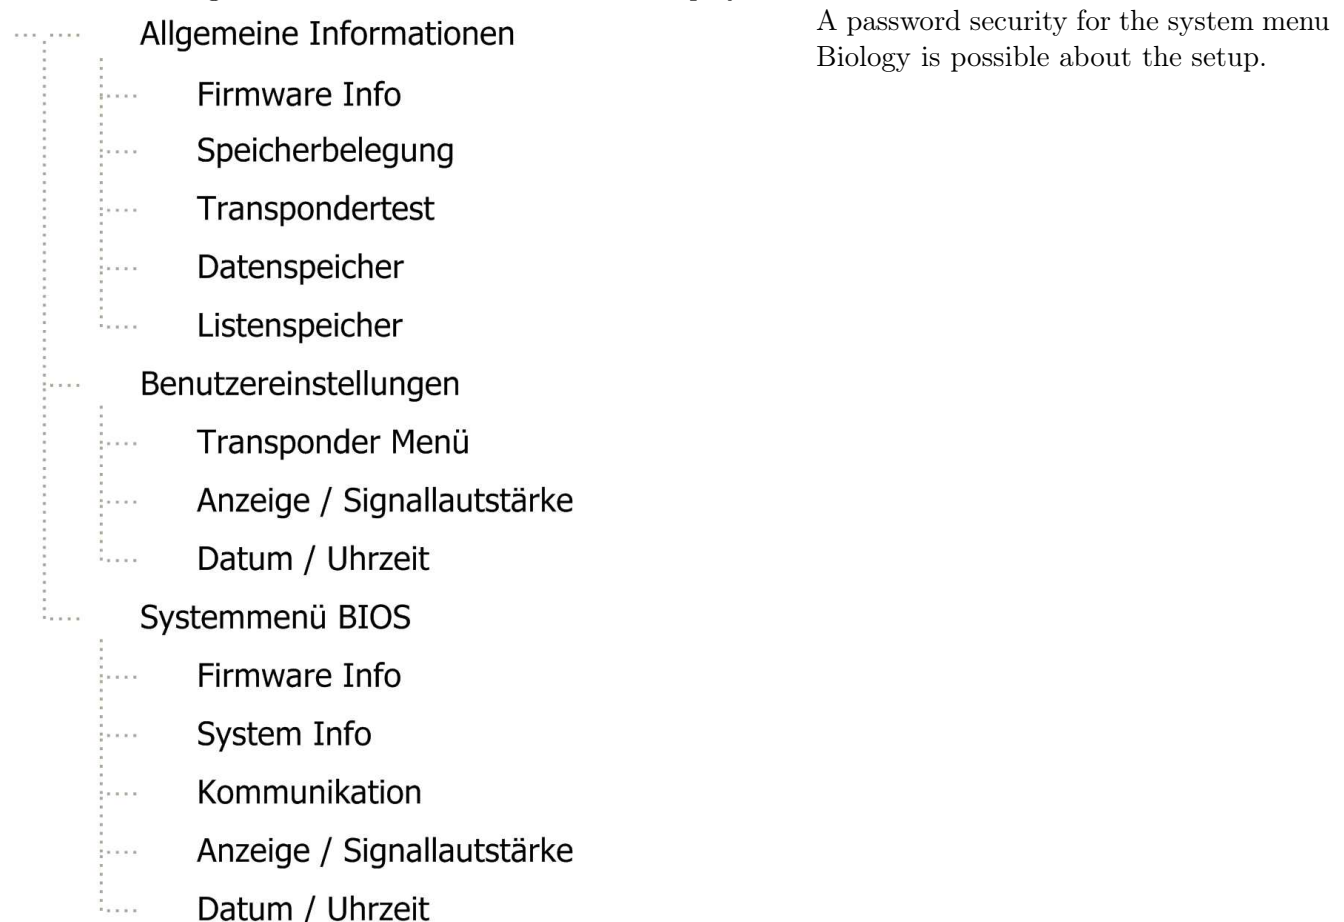 Allgemeine Informationen
Firmware Info
Speicherbelegung
Transpondertest
Datenspeicher
Listenspeicher
Benutzereinstellungen
Transponder Menü
Anzeige / Signallautstärke
Datum / Uhrzeit
Systemmenü BIOS
Firmware Info
System Info
Kommunikation
Anzeige / Signallautstärke
Datum / Uhrzeit
A password security for the system menu
Biology is possible about the setup.